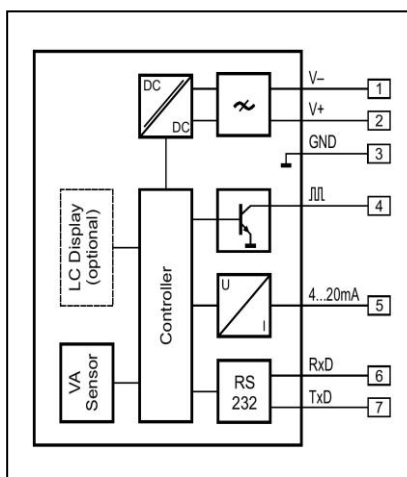 DC
DC
V–
1
V+
2
GND
3
4
LC Display
(optional)
Controller
U
I
4...20mA
5
VA
Sensor
RS
232
RxD
6
TxD
7